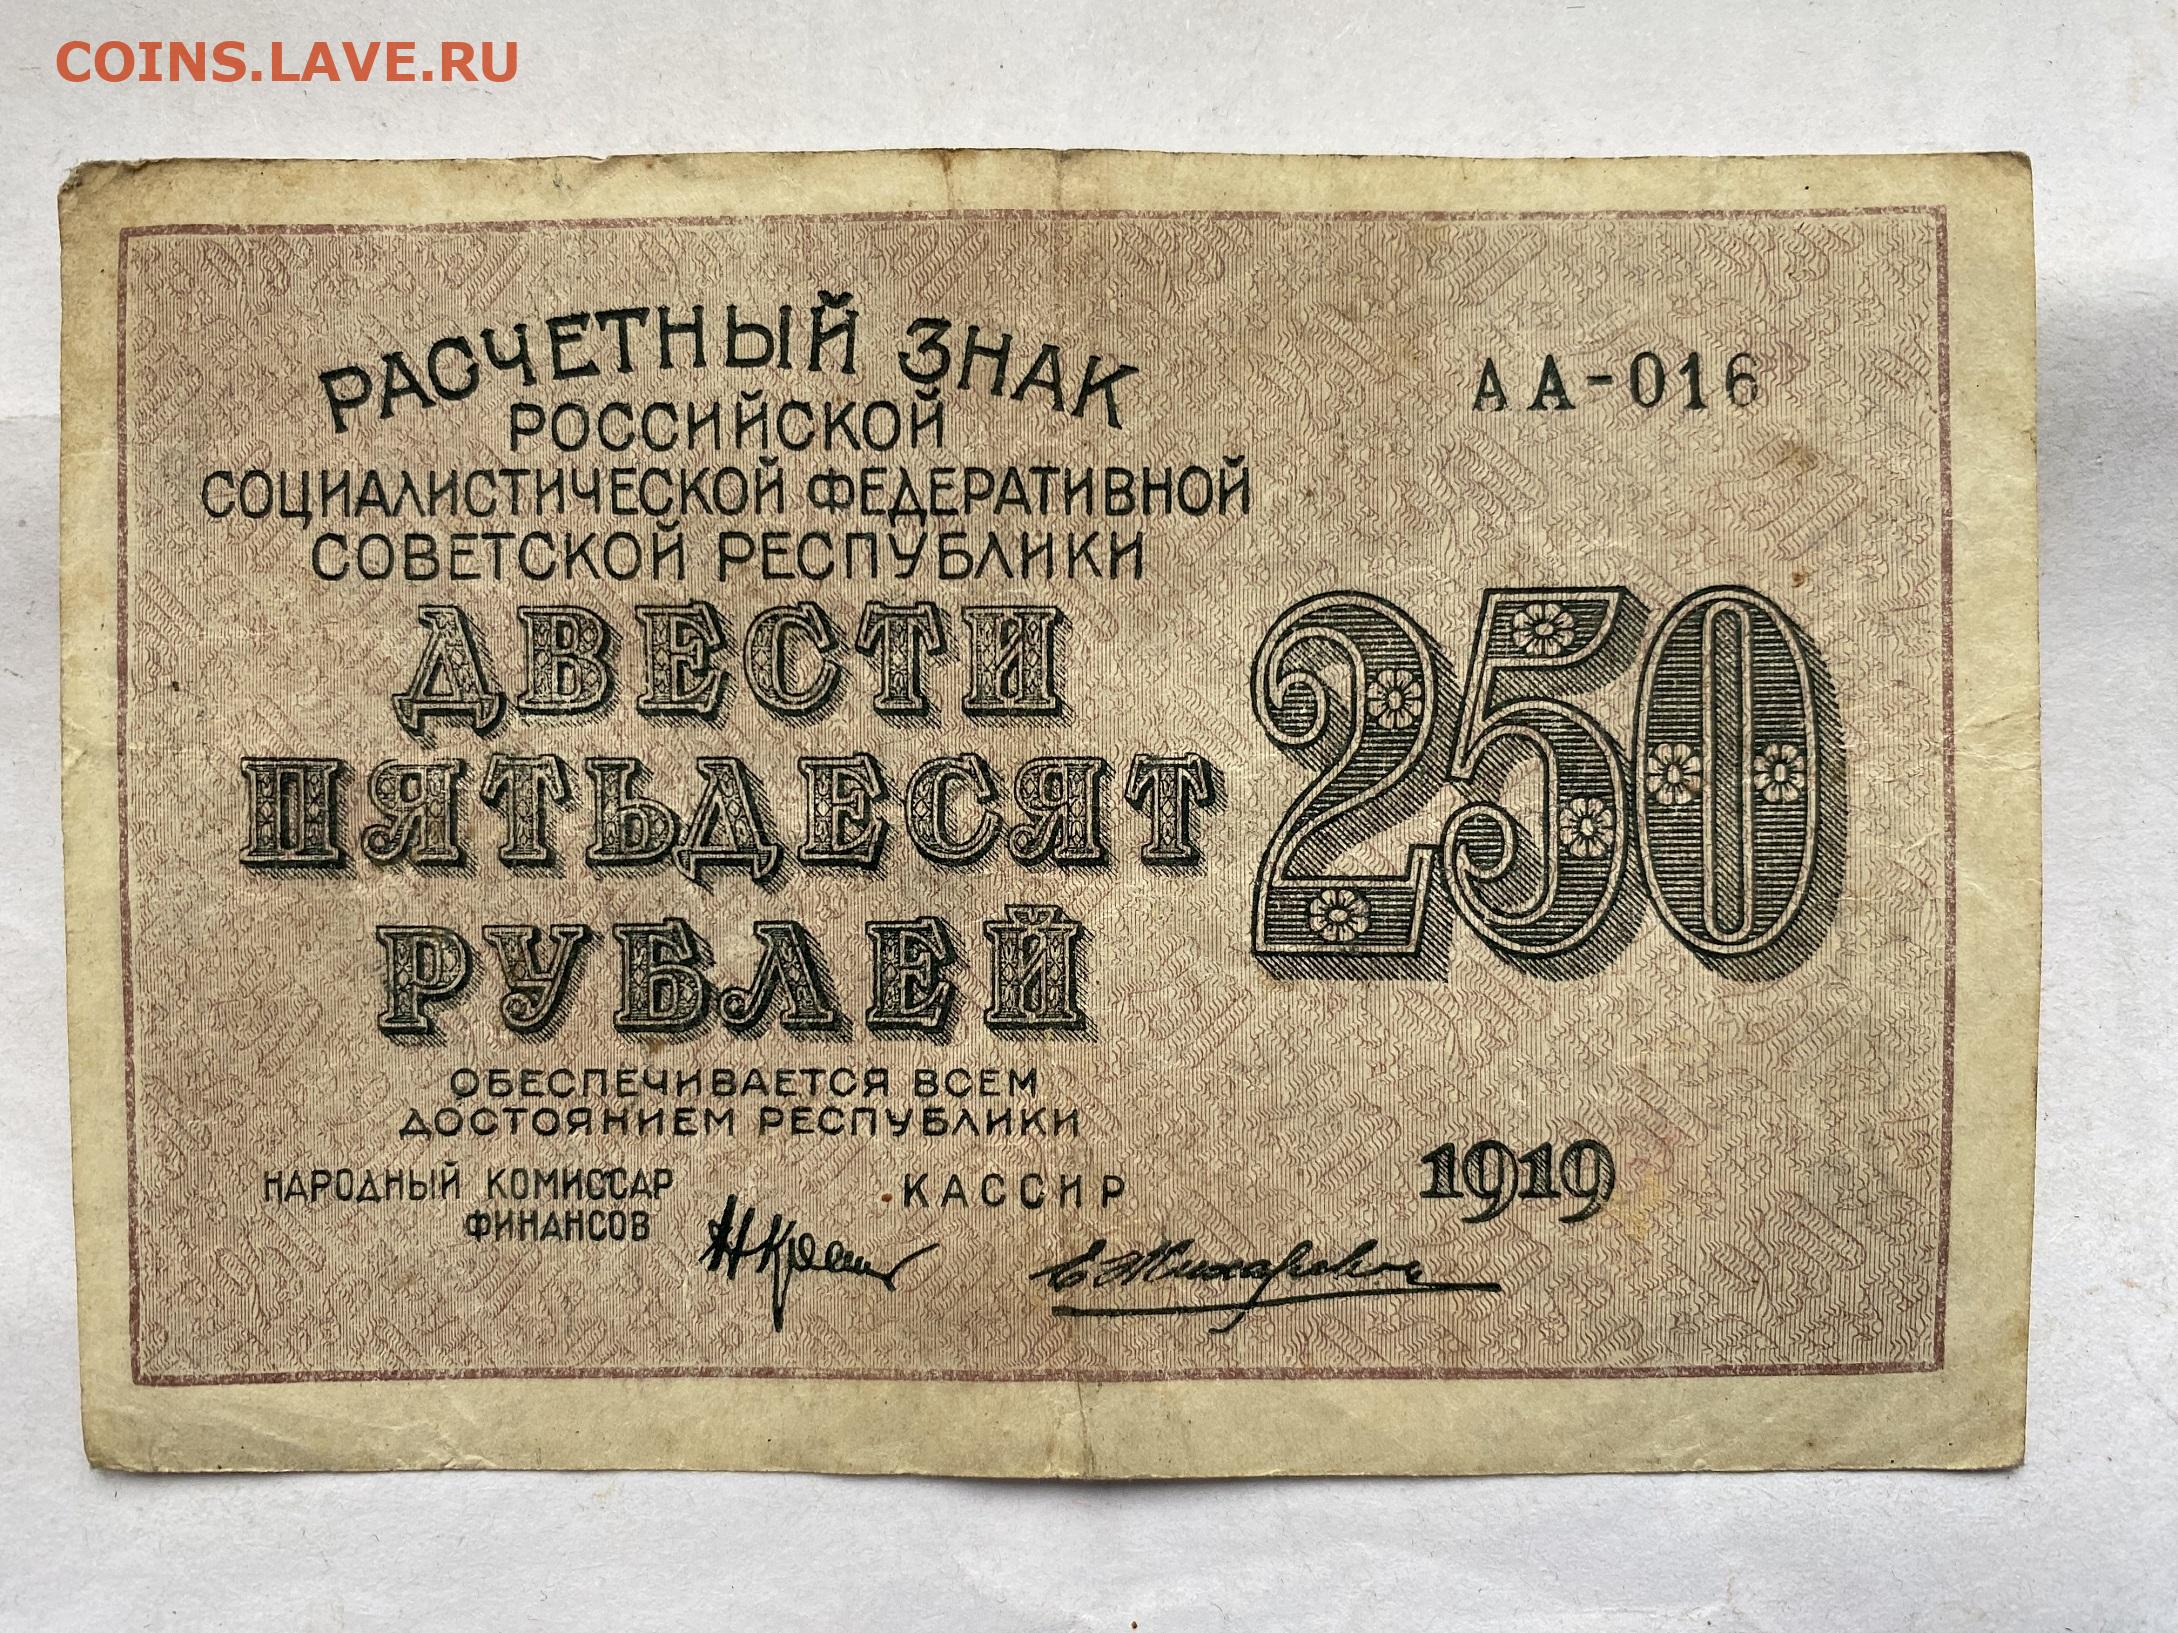 COINS.LAVE.RU
РАСЧЕТНЫЙ ЗНАК
РОССИЙСКОЙ
СОЦИАЛИСТИЧЕСКОЙ ФЕДЕРАТИВНОЙ
СОВЕТСКОЙ РЕСПУБЛИКИ
АА-016
ДВЕСТИ
ПЯТЬДЕСЯТ
РУБЛЕЙ
250
ОБЕСПЕЧИВАЕТСЯ ВСЕМ
ДОСТОЯНИЕМ РЕСПУБЛИКИ
НАРОДНЫЙ КОМИССАР
ФИНАНСОВ
КАССИР
1919